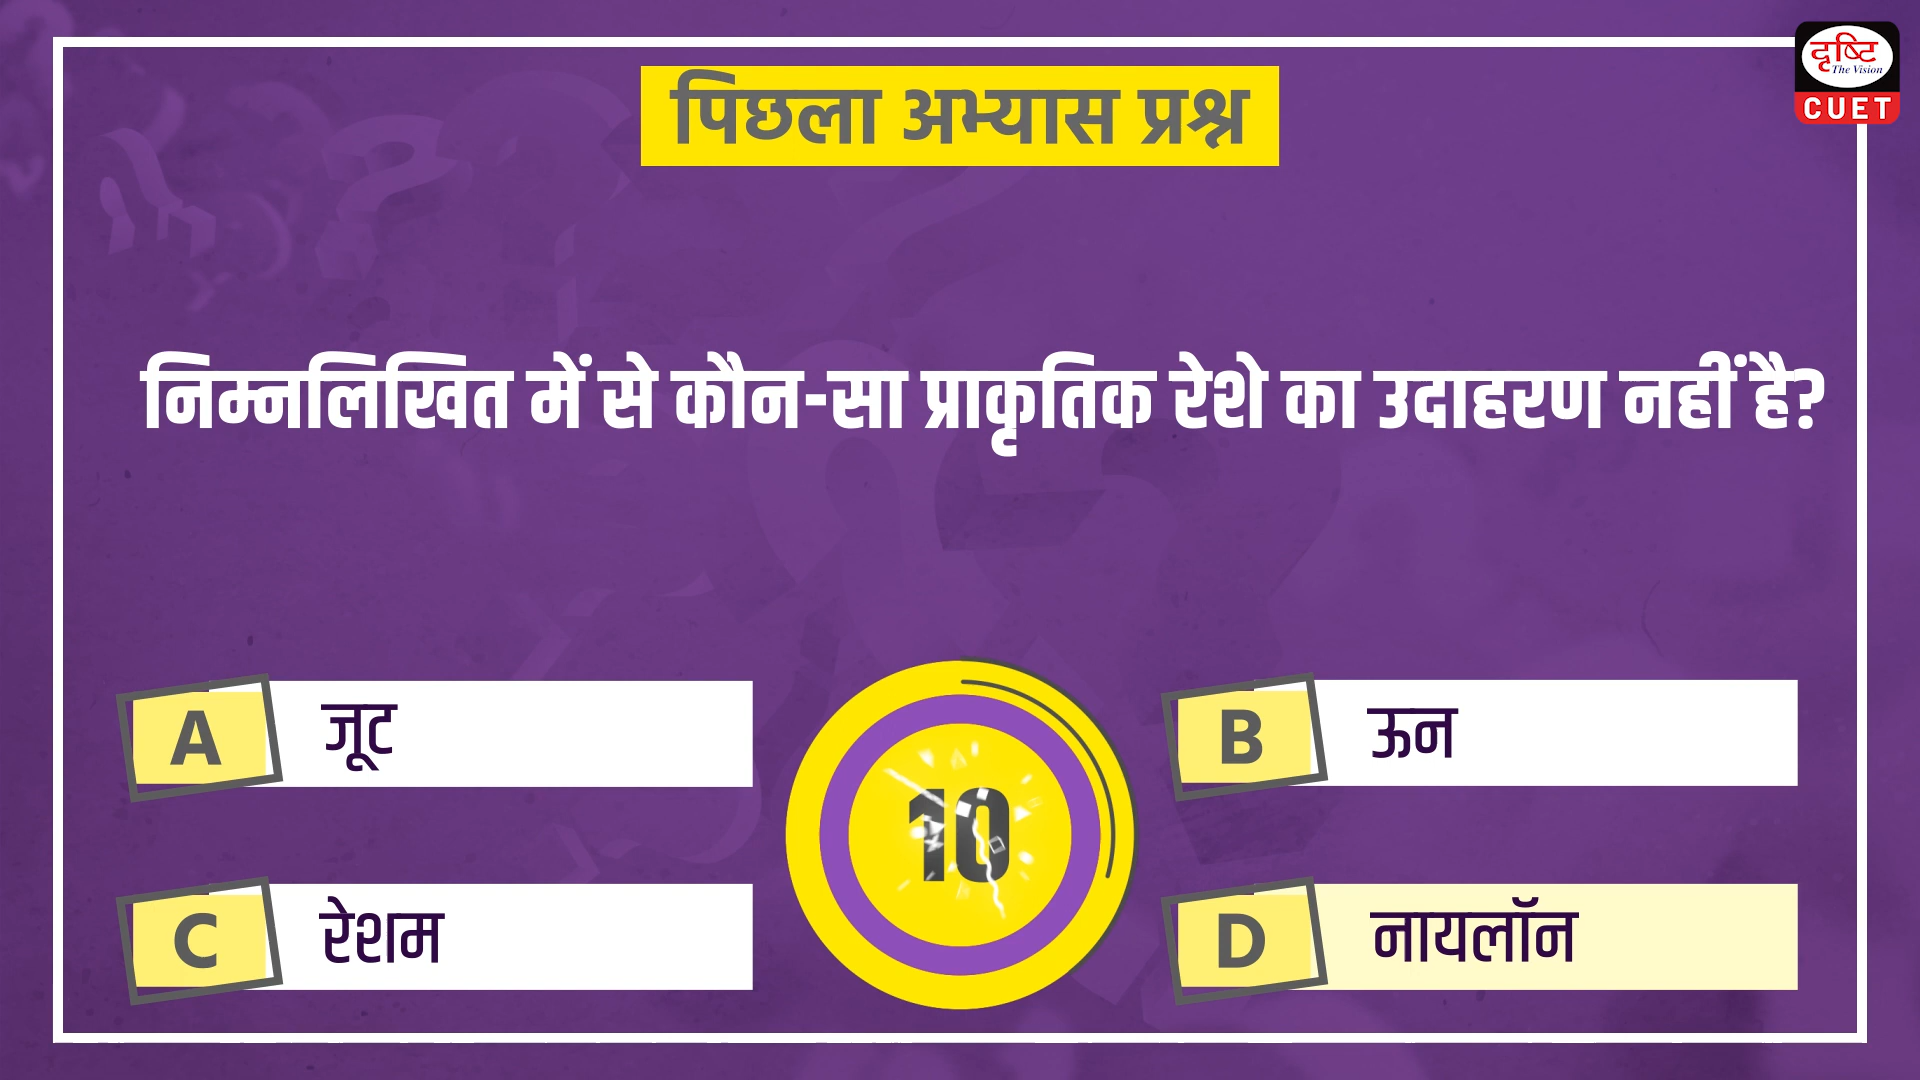 दृष्टि
The Vision
CUET
पिछला अभ्यास प्रश्न
निम्नलिखित में से कौन-सा प्राकृतिक रेशे का उदाहरण नहीं है?
A जूट
B ऊन
10
C रेशम
D नायलॉन